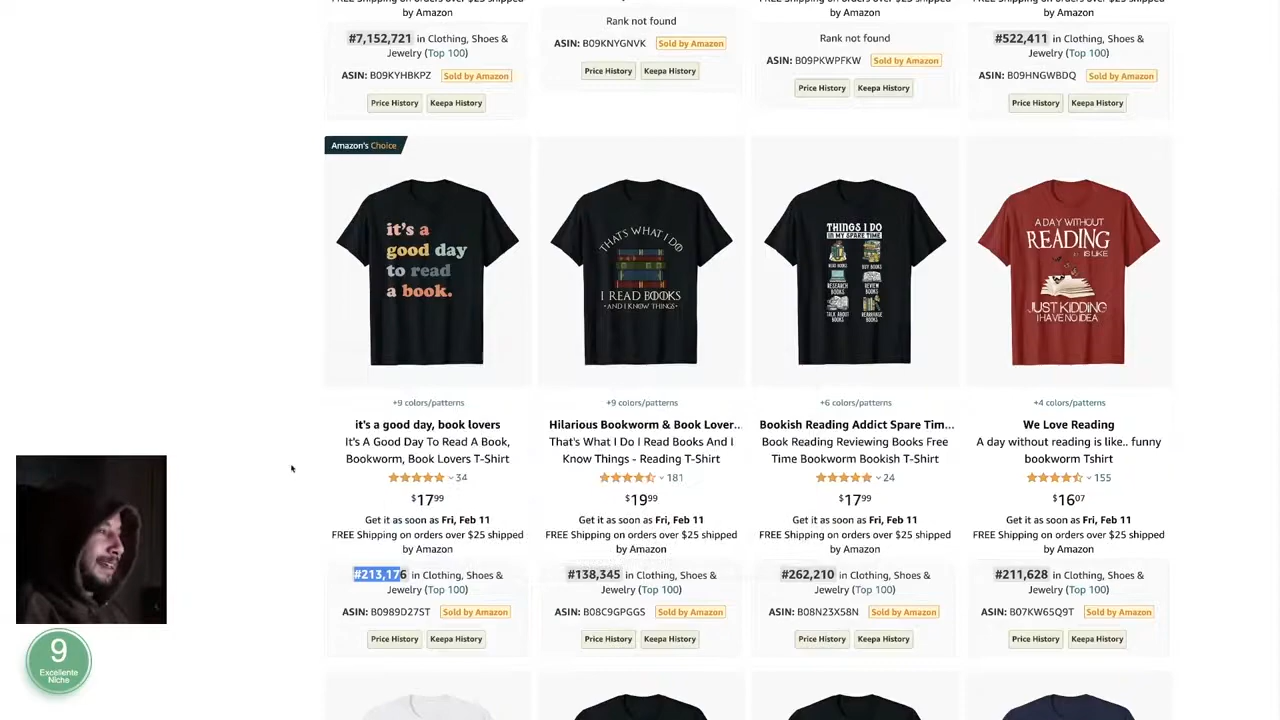 FREE Shipping on orders over $25 shipped
by Amazon
#7,152,721 in Clothing, Shoes &
Jewelry (Top 100)
ASIN: B09KYHBKPZ Sold by Amazon
Price History Keepa History
Rank not found
ASIN: B09KNYGNVK Sold by Amazon
Price History Keepa History
FREE Shipping on orders over $25 shipped
by Amazon
Rank not found
ASIN: B09PKWPFKW Sold by Amazon
Price History Keepa History
FREE Shipping on orders over $25 shipped
by Amazon
#522,411 in Clothing, Shoes &
Jewelry (Top 100)
ASIN: B09HNGWBDQ Sold by Amazon
Price History Keepa History
Amazon's Choice
it's a
good day
to read
a book.
+9 colors/patterns
it's a good day, book lovers
It's A Good Day To Read A Book,
Bookworm, Book Lovers T-Shirt
34
$17.99
Get it as soon as Fri, Feb 11
FREE Shipping on orders over $25 shipped
by Amazon
#213,176 in Clothing, Shoes &
Jewelry (Top 100)
ASIN: B0989D27ST Sold by Amazon
Price History Keepa History
THAT'S WHAT I DO
I READ BOOKS
·AND I KNOW THINGS·
+9 colors/patterns
Hilarious Bookworm & Book Lover...
That's What I Do I Read Books And I
Know Things - Reading T-Shirt
181
$19.99
Get it as soon as Fri, Feb 11
FREE Shipping on orders over $25 shipped
by Amazon
#138,345 in Clothing, Shoes &
Jewelry (Top 100)
ASIN: B08C9GPGGS Sold by Amazon
Price History Keepa History
THINGS I DO
IN MY SPARE TIME
READ BOOKS BUY BOOKS
RESEARCH BOOKS REVIEW BOOKS
TALK ABOUT BOOKS REARRANGE BOOKS
+6 colors/patterns
Bookish Reading Addict Spare Tim...
Book Reading Reviewing Books Free
Time Bookworm Bookish T-Shirt
24
$17.99
Get it as soon as Fri, Feb 11
FREE Shipping on orders over $25 shipped
by Amazon
#262,210 in Clothing, Shoes &
Jewelry (Top 100)
ASIN: B08N23X58N Sold by Amazon
Price History Keepa History
A DAY WITHOUT
READING
IS LIKE
JUST KIDDING
I HAVE NO IDEA
+4 colors/patterns
We Love Reading
A day without reading is like.. funny
bookworm Tshirt
155
$16.07
Get it as soon as Fri, Feb 11
FREE Shipping on orders over $25 shipped
by Amazon
#211,628 in Clothing, Shoes &
Jewelry (Top 100)
ASIN: B07KW65Q9T Sold by Amazon
Price History Keepa History
9
Excellente
Niche